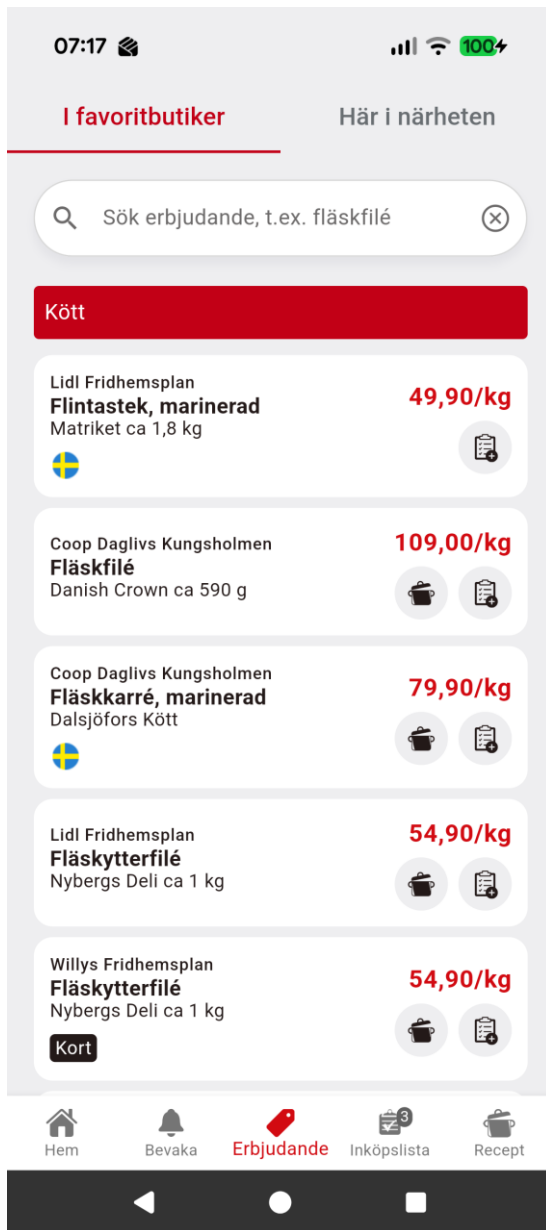 07:17
100
I favoritbutiker
Här i närheten
Sök erbjudande, t.ex. fläskfilé
Kött
Lidl Fridhemsplan
Flintastek, marinerad
Matriket ca 1,8 kg
49,90/kg
Coop Daglivs Kungsholmen
Fläskfilé
Danish Crown ca 590 g
109,00/kg
Coop Daglivs Kungsholmen
Fläskkarré, marinerad
Dalsjöfors Kött
79,90/kg
Lidl Fridhemsplan
Fläskytterfilé
Nybergs Deli ca 1 kg
54,90/kg
Willys Fridhemsplan
Fläskytterfilé
Nybergs Deli ca 1 kg
Kort
54,90/kg
3
Hem
Bevaka
Erbjudande
Inköpslista
Recept